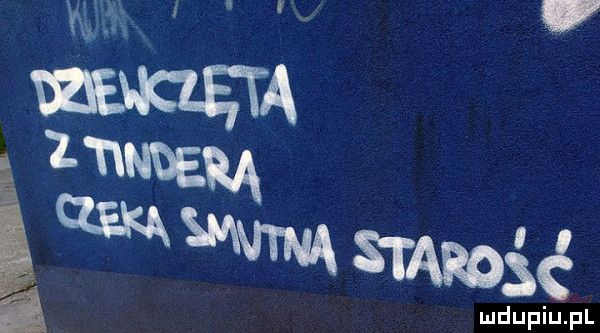 DZIEWCZĘTA
Z TINDERA
CZEKA SMUTNA STAROŚĆ
mdupiu.pl